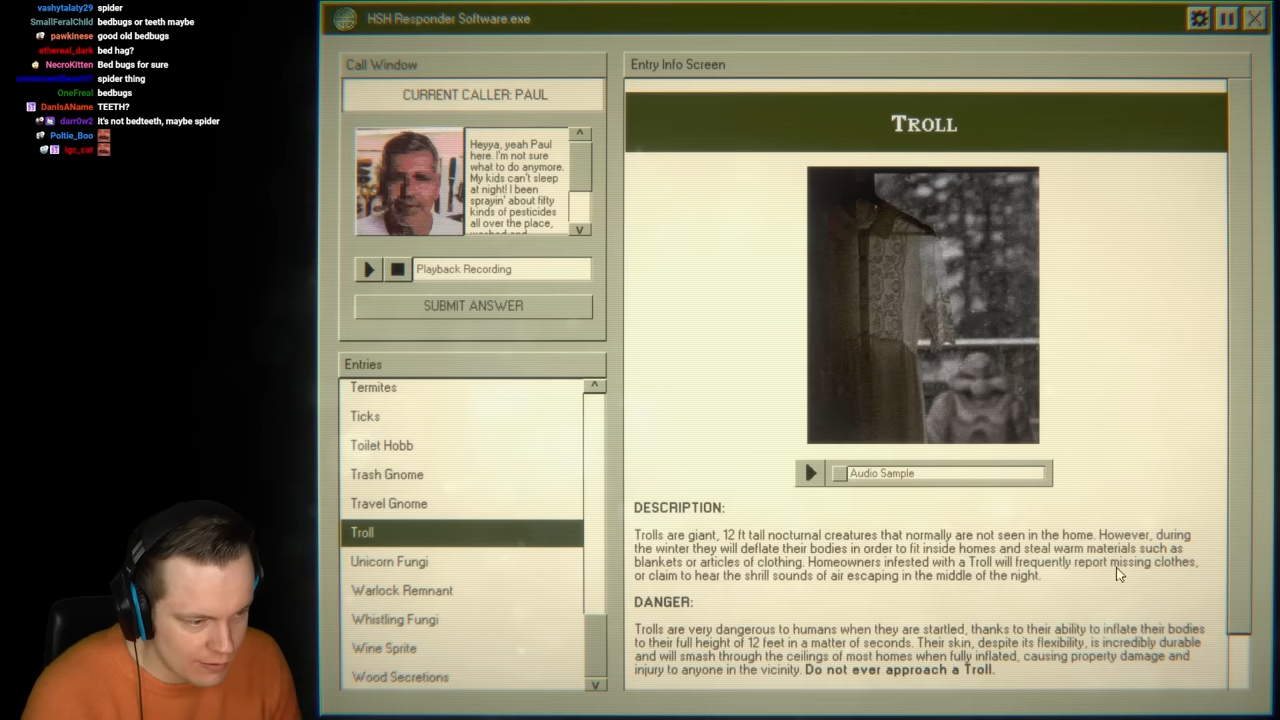 vashytalaty29 spider
SmallFeralChild bedbugs or teeth maybe
pawkinese good old bedbugs
ethereal_dark bed hag?
NecroKitten Bed bugs for sure
spider thing
OneFreal bedbugs
DanIsAName TEETH?
darr0w2 it's not bedteeth, maybe spider
Poltie_Boo
igc_cat
HSH Responder Software.exe
Call Window
CURRENT CALLER: PAUL
Heyya, yeah Paul
here. I'm not sure
what to do anymore.
My kids can't sleep
at night! I been
sprayin' about fifty
kinds of pesticides
all over the place,
washed and
Playback Recording
SUBMIT ANSWER
Entries
Termites
Ticks
Toilet Hobb
Trash Gnome
Travel Gnome
Troll
Unicorn Fungi
Warlock Remnant
Whistling Fungi
Wine Sprite
Wood Secretions
Entry Info Screen
TROLL
Audio Sample
DESCRIPTION:
Trolls are giant, 12 ft tall nocturnal creatures that normally are not seen in the home. However, during
the winter they will deflate their bodies in order to fit inside homes and steal warm materials such as
blankets or articles of clothing. Homeowners infested with a Troll will frequently report missing clothes,
or claim to hear the shrill sounds of air escaping in the middle of the night.
DANGER:
Trolls are very dangerous to humans when they are startled, thanks to their ability to inflate their bodies
to their full height of 12 feet in a matter of seconds. Their skin, despite its flexibility, is incredibly durable
and will smash through the ceilings of most homes when fully inflated, causing property damage and
injury to anyone in the vicinity. Do not ever approach a Troll.